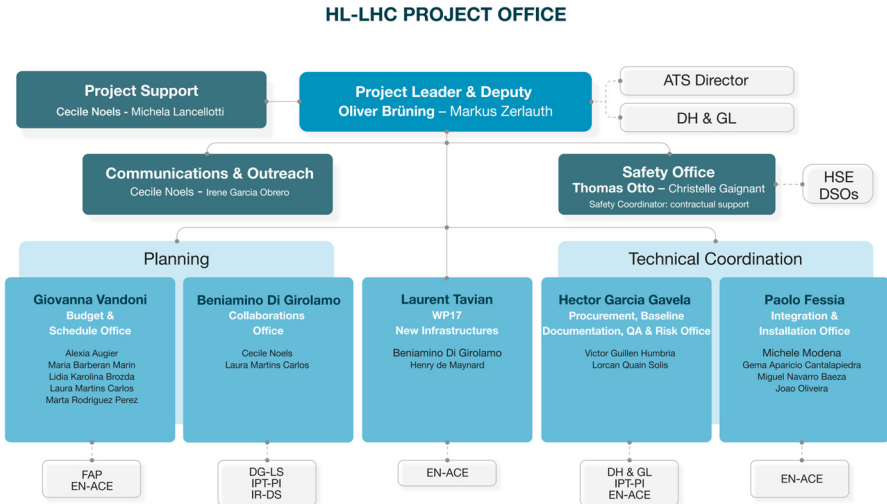 HL-LHC PROJECT OFFICE
Project Support
Cecile Noels - Michela Lancellotti
Project Leader & Deputy
Oliver Brüning – Markus Zerlauth
ATS Director
DH & GL
Communications & Outreach
Cecile Noels - Irene Garcia Obrero
Safety Office
Thomas Otto – Christelle Gaignant
Safety Coordinator: contractual support
HSE
DSOs
Planning
Technical Coordination
Giovanna Vandoni
Budget &
Schedule Office
Alexia Augier
Maria Barberan Marin
Lidia Karolina Brozda
Laura Martins Carlos
Marta Rodriguez Perez
Beniamino Di Girolamo
Collaborations
Office
Cecile Noels
Laura Martins Carlos
Laurent Tavian
WP17
New Infrastructures
Beniamino Di Girolamo
Henry de Maynard
Hector Garcia Gavela
Procurement, Baseline
Documentation, QA & Risk Office
Victor Guillen Humbria
Lorcan Quain Solis
Paolo Fessia
Integration &
Installation Office
Michele Modena
Gema Aparicio Cantalapiedra
Miguel Navarro Baeza
Joao Oliveira
FAP
EN-ACE
DG-LS
IPT-PI
IR-DS
EN-ACE
DH & GL
IPT-PI
EN-ACE
EN-ACE